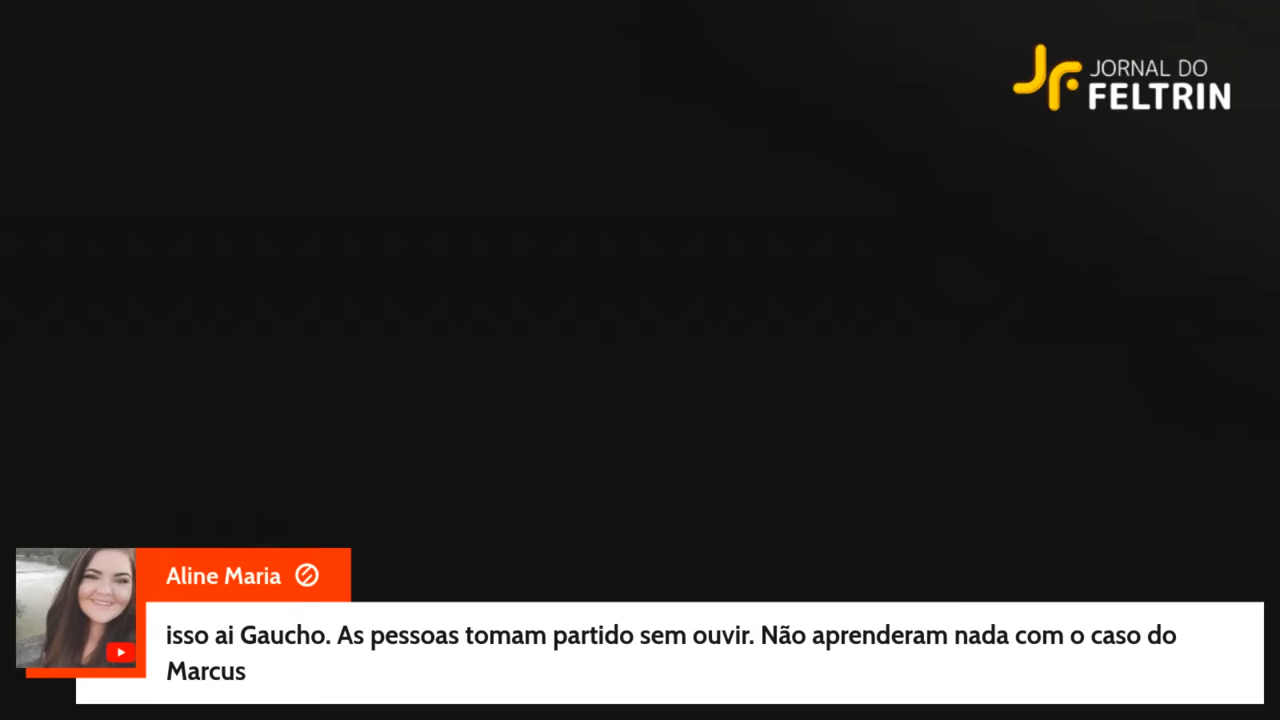 JORNAL DO
FELTRIN
Aline Maria
isso ai Gaucho. As pessoas tomam partido sem ouvir. Não aprenderam nada com o caso do
Marcus